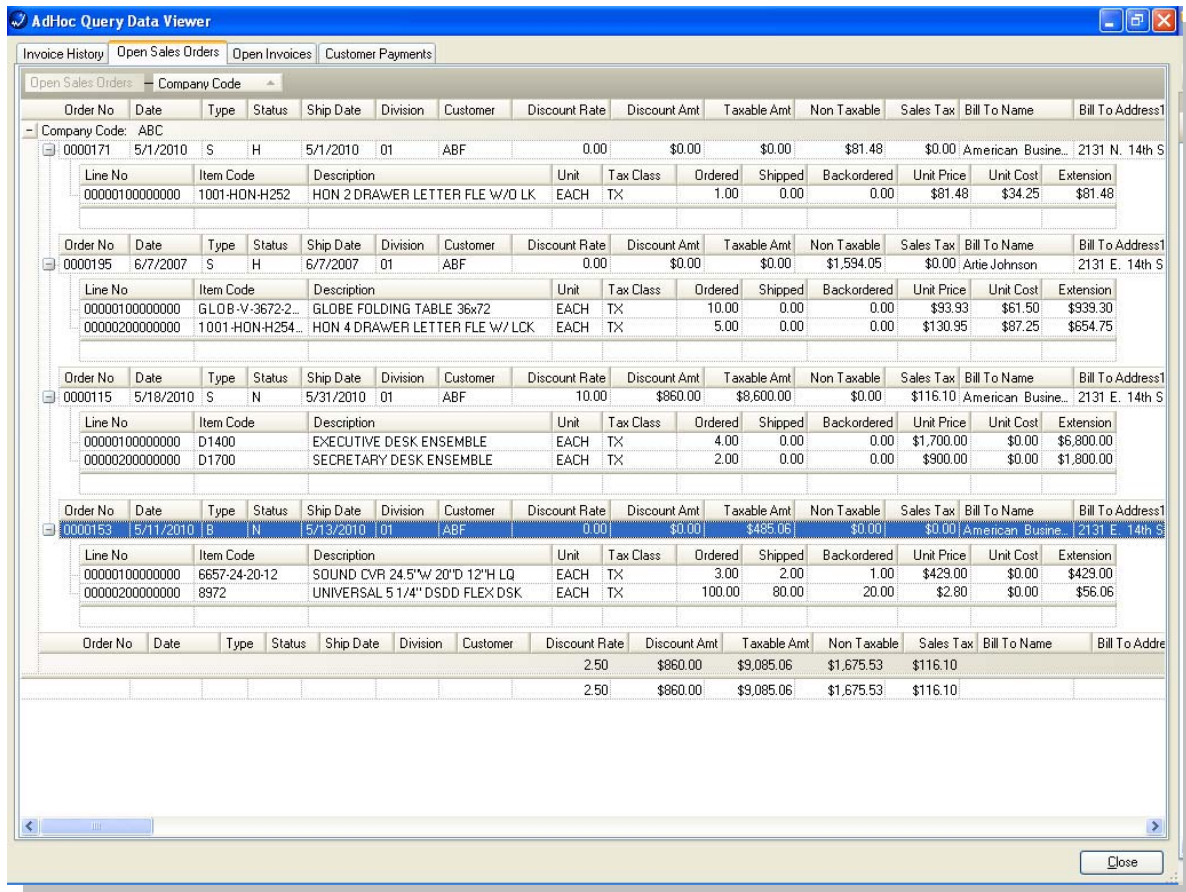 AdHoc Query Data Viewer
Invoice History Open Sales Orders Open Invoices Customer Payments
Open Sales Orders Company Code
Order No Date Type Status Ship Date Division Customer Discount Rate Discount Amt Taxable Amt Non Taxable Sales Tax Bill To Name Bill To Address1
Company Code: ABC
0000171 5/1/2010 S H 5/1/2010 01 ABF 0.00 $0.00 $0.00 $81.48 $0.00 American Busine... 2131 N. 14th S
Line No Item Code Description Unit Tax Class Ordered Shipped Backordered Unit Price Unit Cost Extension
00000100000000 1001-HON-H252 HON 2 DRAWER LETTER FLE W/O LK EACH TX 1.00 0.00 0.00 $81.48 $34.25 $81.48
Order No Date Type Status Ship Date Division Customer Discount Rate Discount Amt Taxable Amt Non Taxable Sales Tax Bill To Name Bill To Address1
0000195 6/7/2007 S H 6/7/2007 01 ABF 0.00 $0.00 $0.00 $1,594.05 $0.00 Artie Johnson 2131 E. 14th S
Line No Item Code Description Unit Tax Class Ordered Shipped Backordered Unit Price Unit Cost Extension
00000100000000 GLOB-V-3672-2... GLOBE FOLDING TABLE 36x72 EACH TX 10.00 0.00 0.00 $93.93 $61.50 $939.30
00000200000000 1001-HON-H254... HON 4 DRAWER LETTER FLE W/ LCK EACH TX 5.00 0.00 0.00 $130.95 $87.25 $654.75
Order No Date Type Status Ship Date Division Customer Discount Rate Discount Amt Taxable Amt Non Taxable Sales Tax Bill To Name Bill To Address1
0000115 5/18/2010 S N 5/31/2010 01 ABF 10.00 $860.00 $8,600.00 $0.00 $116.10 American Busine... 2131 E. 14th S
Line No Item Code Description Unit Tax Class Ordered Shipped Backordered Unit Price Unit Cost Extension
00000100000000 D1400 EXECUTIVE DESK ENSEMBLE EACH TX 4.00 0.00 0.00 $1,700.00 $0.00 $6,800.00
00000200000000 D1700 SECRETARY DESK ENSEMBLE EACH TX 2.00 0.00 0.00 $900.00 $0.00 $1,800.00
Order No Date Type Status Ship Date Division Customer Discount Rate Discount Amt Taxable Amt Non Taxable Sales Tax Bill To Name Bill To Address1
0000153 5/11/2010 B N 5/13/2010 01 ABF 0.00 $0.00 $485.06 $0.00 $0.00 American Busine... 2131 E. 14th S
Line No Item Code Description Unit Tax Class Ordered Shipped Backordered Unit Price Unit Cost Extension
00000100000000 6657-24-20-12 SOUND CVR 24.5"W 20"D 12"H LQ EACH TX 3.00 2.00 1.00 $429.00 $0.00 $429.00
00000200000000 8972 UNIVERSAL 5 1/4" DSDD FLEX DSK EACH TX 100.00 80.00 20.00 $2.80 $0.00 $56.06
Order No Date Type Status Ship Date Division Customer Discount Rate Discount Amt Taxable Amt Non Taxable Sales Tax Bill To Name Bill To Addre
2.50 $860.00 $9,085.06 $1,675.53 $116.10
2.50 $860.00 $9,085.06 $1,675.53 $116.10
Close